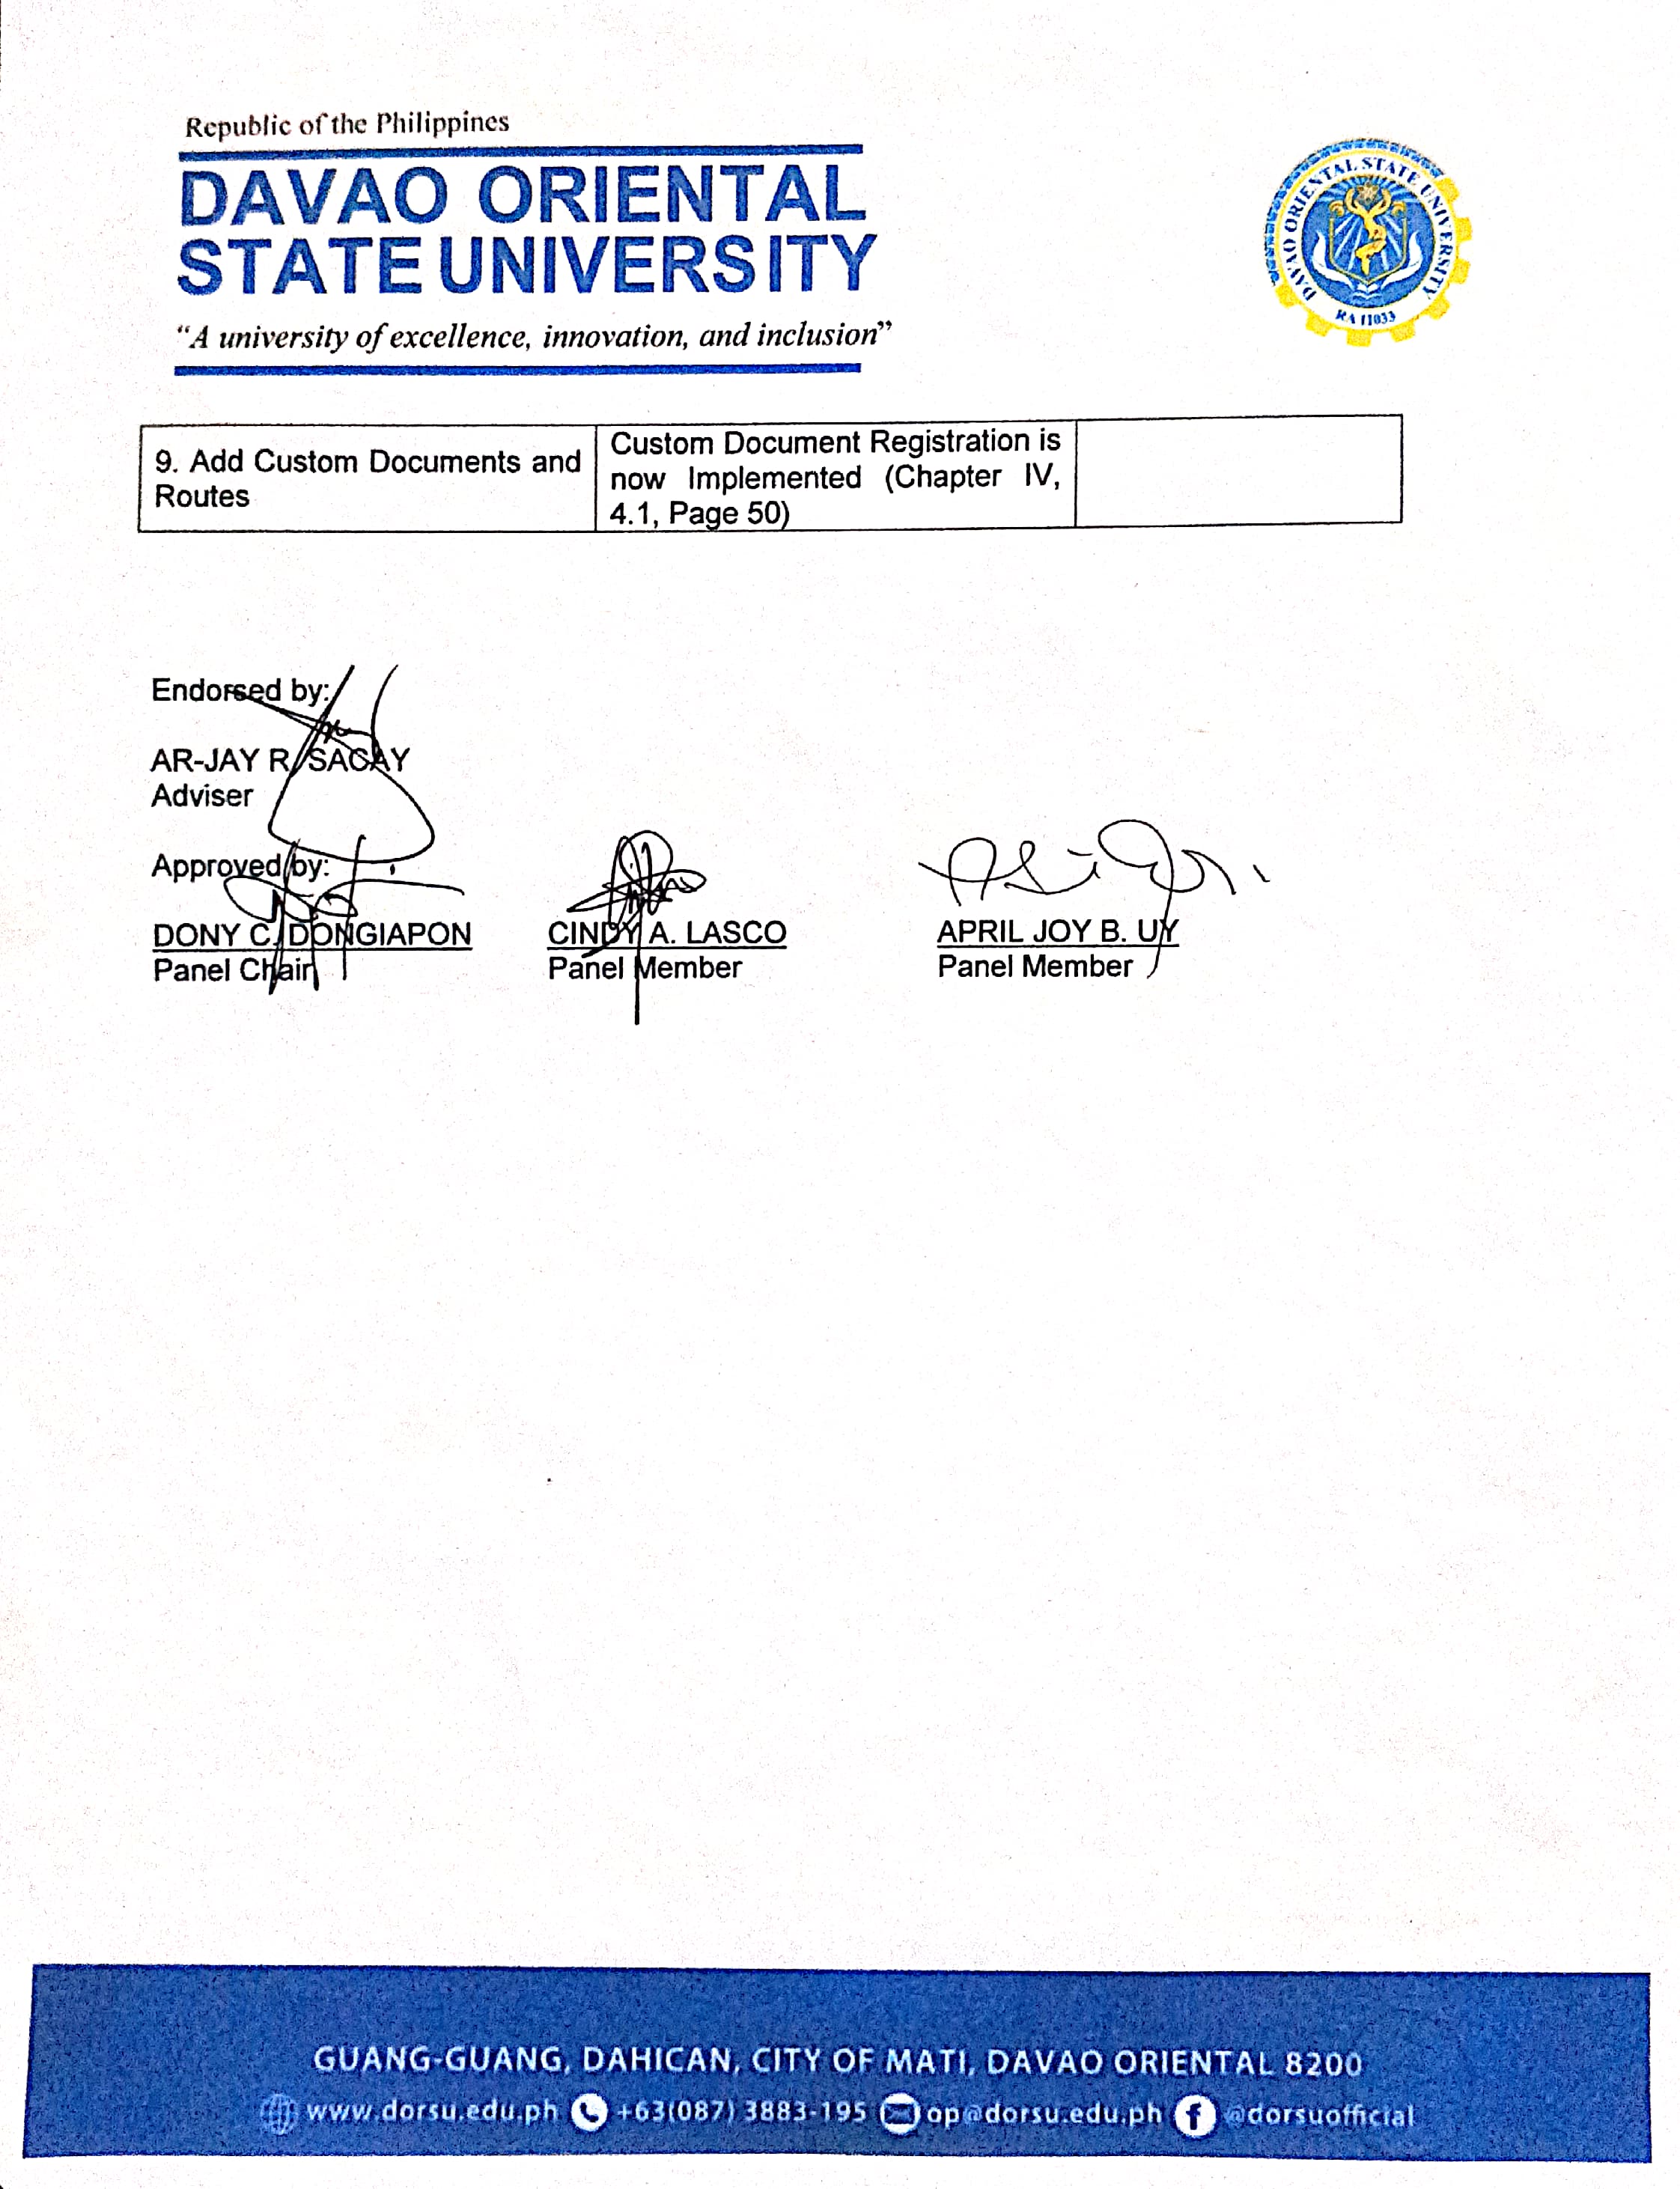 Republic of the Philippines
DAVAO ORIENTAL
STATE UNIVERSITY
“A university of excellence, innovation, and inclusion”
DAVAO ORIENTAL STATE UNIVERSITY
RA 11033
9. Add Custom Documents and
Routes
Custom Document Registration is
now Implemented (Chapter IV,
4.1, Page 50)
Endorsed by:
AR-JAY R. SACAY
Adviser
Approved by:
DONY C. DONGIAPON
Panel Chair
CINDY A. LASCO
Panel Member
APRIL JOY B. UY
Panel Member
GUANG-GUANG, DAHICAN, CITY OF MATI, DAVAO ORIENTAL 8200
www.dorsu.edu.ph +63(087) 3883-195 op@dorsu.edu.ph @dorsuofficial